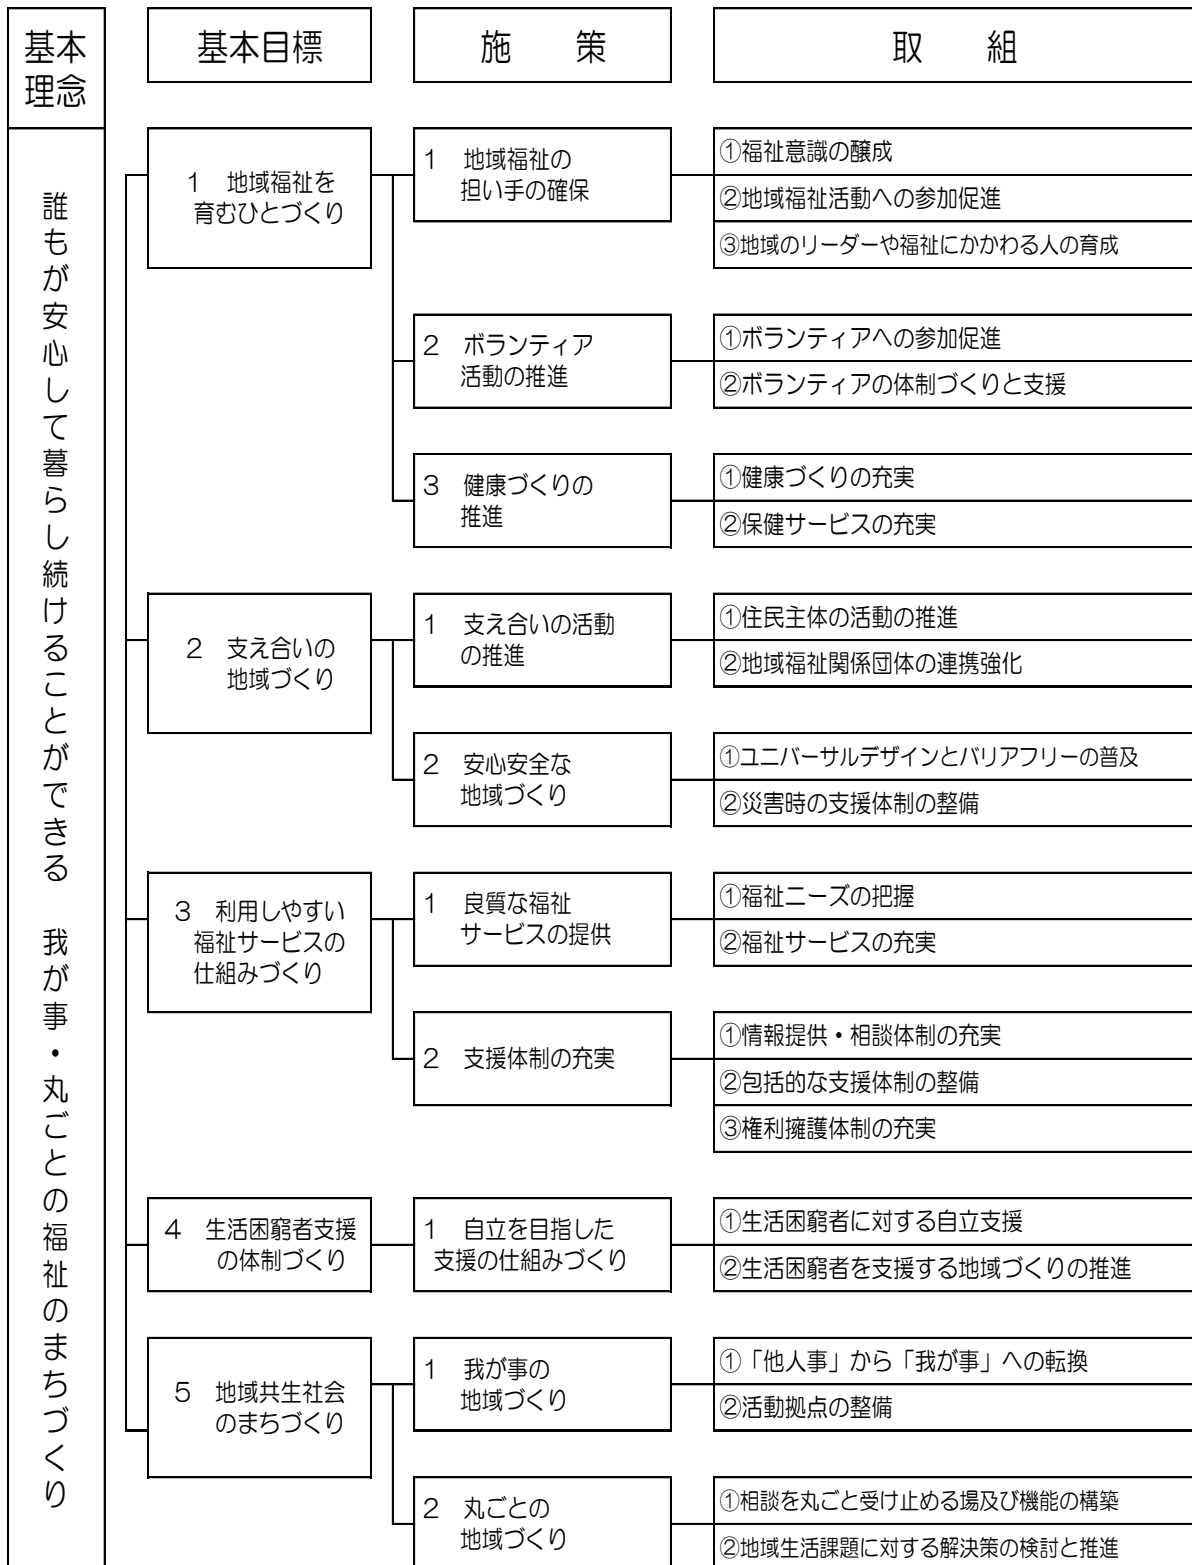 基本
理念
基本目標
施　　策
取　　組
誰もが安心して暮らし続けることができる　我が事・丸ごとの福祉のまちづくり
１　地域福祉を
育むひとづくり
１　地域福祉の
担い手の確保
①福祉意識の醸成
②地域福祉活動への参加促進
③地域のリーダーや福祉にかかわる人の育成
２　ボランティア
活動の推進
①ボランティアへの参加促進
②ボランティアの体制づくりと支援
３　健康づくりの
推進
①健康づくりの充実
②保健サービスの充実
２　支え合いの
地域づくり
１　支え合いの活動
の推進
①住民主体の活動の推進
②地域福祉関係団体の連携強化
２　安心安全な
地域づくり
①ユニバーサルデザインとバリアフリーの普及
②災害時の支援体制の整備
３　利用しやすい
福祉サービスの
仕組みづくり
１　良質な福祉
サービスの提供
①福祉ニーズの把握
②福祉サービスの充実
２　支援体制の充実
①情報提供・相談体制の充実
②包括的な支援体制の整備
③権利擁護体制の充実
４　生活困窮者支援
の体制づくり
１　自立を目指した
支援の仕組みづくり
①生活困窮者に対する自立支援
②生活困窮者を支援する地域づくりの推進
５　地域共生社会
のまちづくり
１　我が事の
地域づくり
①「他人事」から「我が事」への転換
②活動拠点の整備
２　丸ごとの
地域づくり
①相談を丸ごと受け止める場及び機能の構築
②地域生活課題に対する解決策の検討と推進